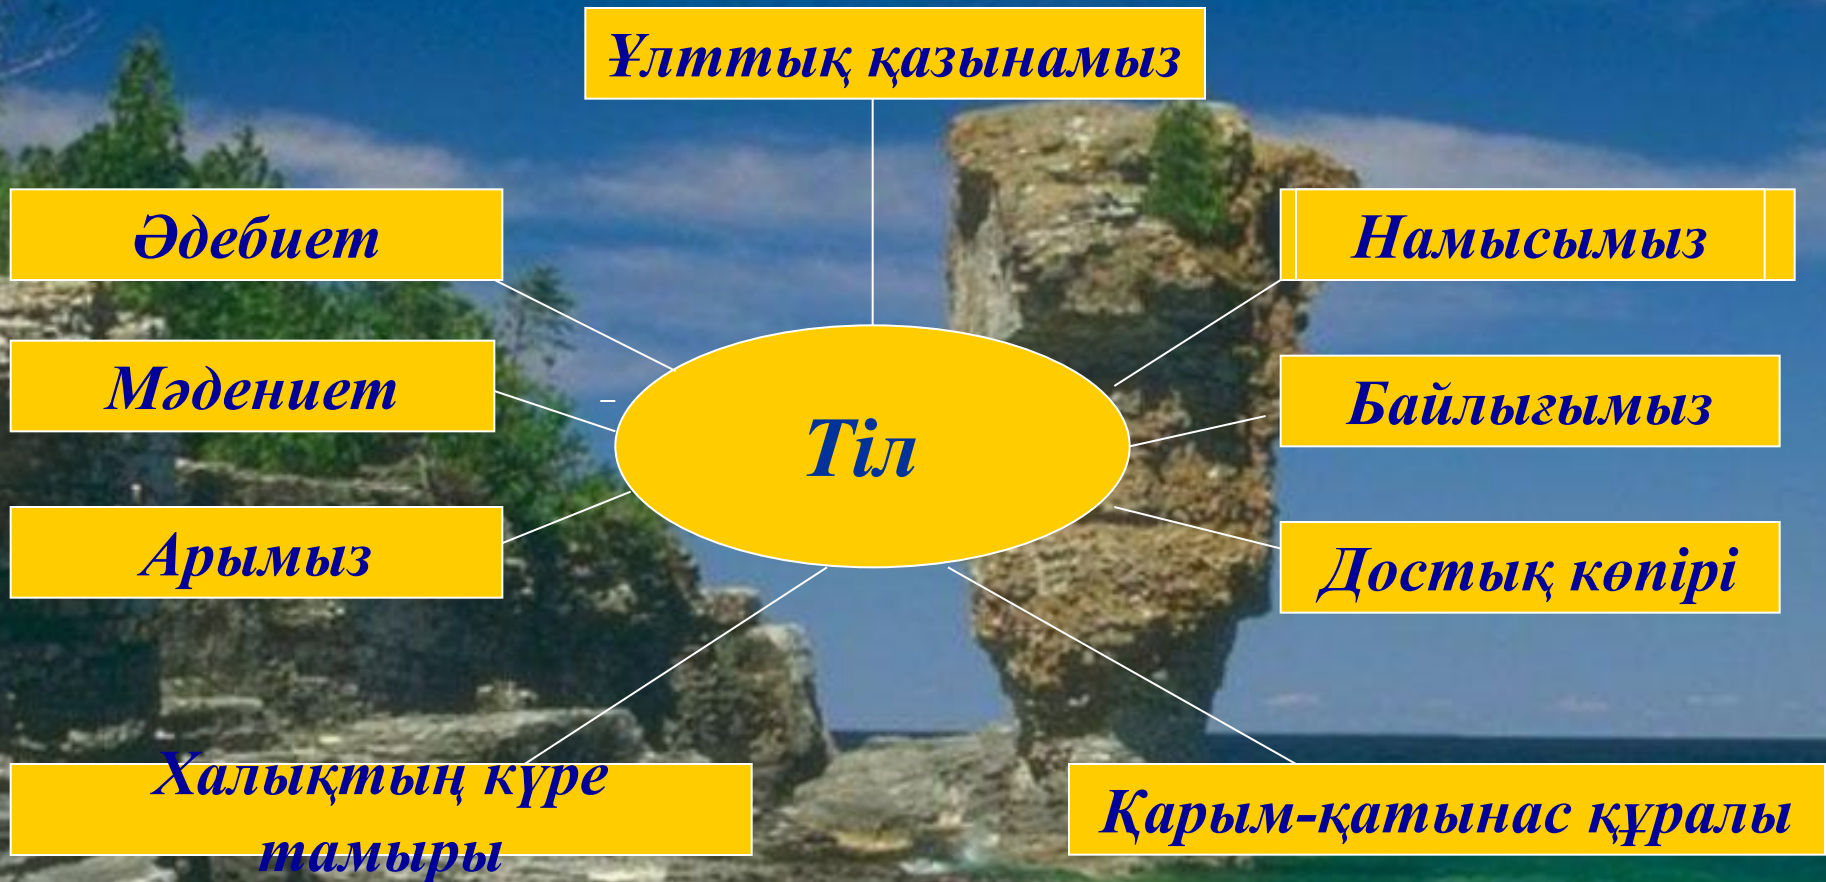 Ұлттық қазынамыз
Әдебиет
Намысымыз
Мәдениет
Байлығымыз
Тіл
Арымыз
Достық көпірі
Халықтың күре
тамыры
Қарым-қатынас құралы